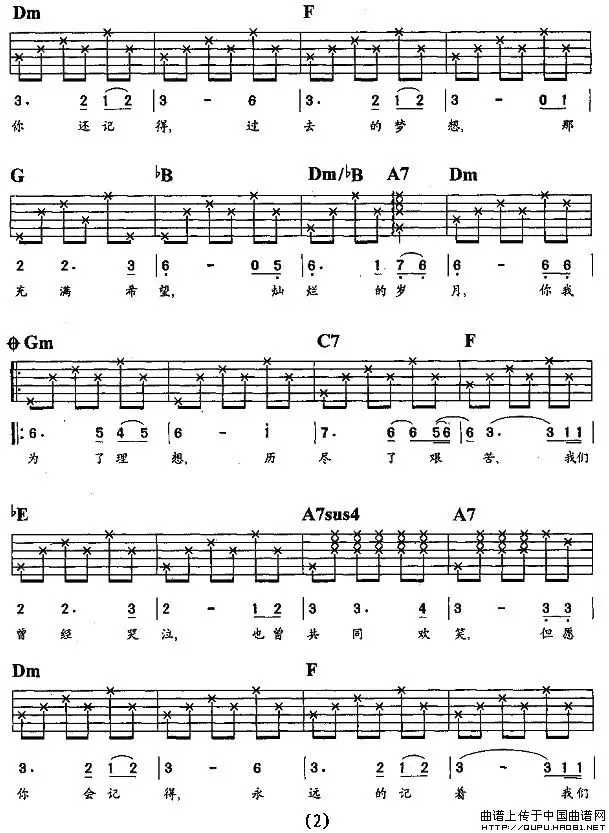 Dm F
3· 2 1 2 | 3 - 6 | 3· 2 1 2 | 3 - 0 1
你 还 记 得, 过 去 的 梦 想, 那
G ♭B Dm/♭B A7 Dm
2 2· 3 | 6 - 0 5 | 6· 1 7 6 | 6 - 6 6
充 满 希 望, 灿 烂 的 岁 月, 你 我
Gm C7 F
6· 5 4 5 | 6 - i | 7· 6 6 5 6 | 6 3· 3 1 1
为 了 理 想, 历 尽 了 艰 苦, 我 们
♭E A7sus4 A7
2 2· 3 | 2 - 1 2 | 3 3· 4 | 3 - 3 3
曾 经 哭 泣, 也 曾 共 同 欢 笑, 但 愿
Dm F
3· 2 1 2 | 3 - 6 | 3· 2 1 2 | 3 - 3 1 1
你 会 记 得, 永 远 的 记 着 我 们
(2)
曲谱上传于中国曲谱网
HTTP://QUPU.HAO81.NET